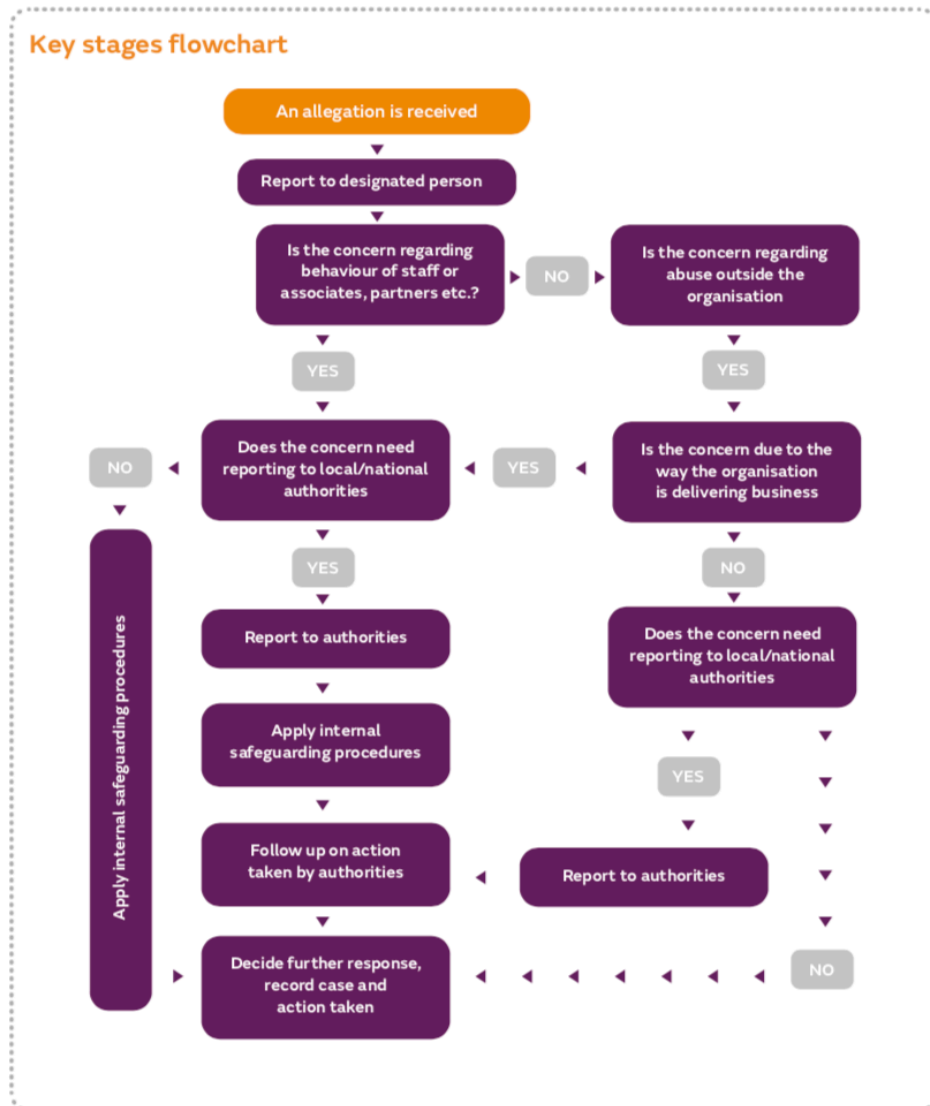 Key stages flowchart
An allegation is received
Report to designated person
Is the concern regarding
behaviour of staff or
associates, partners etc.?
NO
Is the concern regarding
abuse outside the
organisation
YES
YES
NO
Does the concern need
reporting to local/national
authorities
YES
Is the concern due to the
way the organisation
is delivering business
YES
NO
Apply internal safeguarding procedures
Report to authorities
Does the concern need
reporting to local/national
authorities
Apply internal
safeguarding procedures
YES
Follow up on action
taken by authorities
Report to authorities
Decide further response,
record case and
action taken
NO